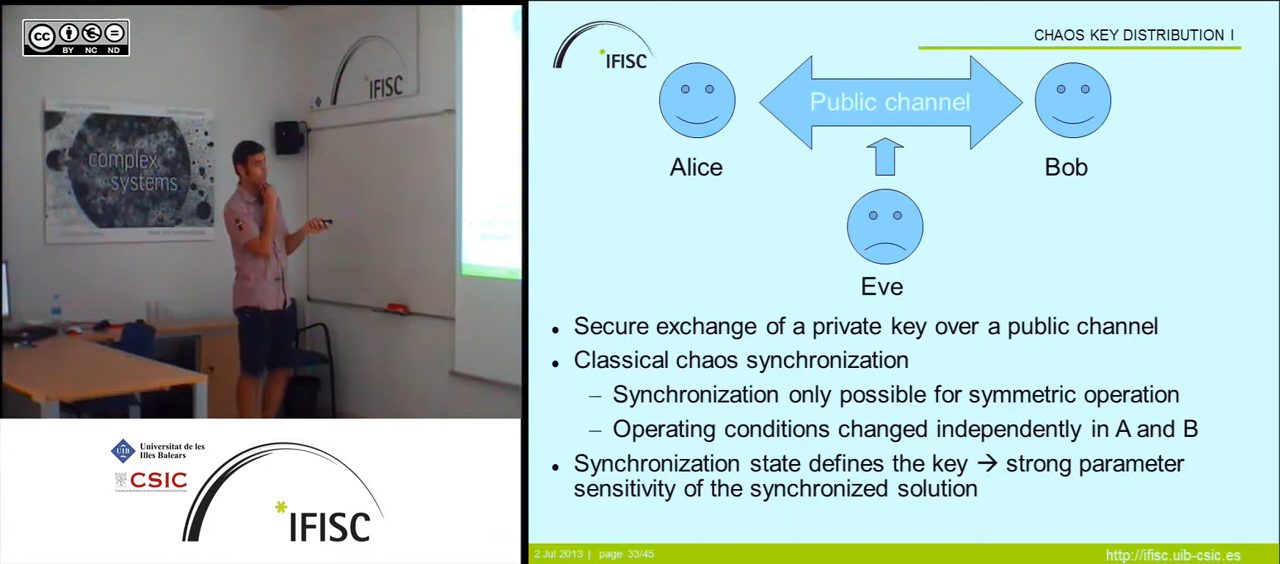 cc
BY NC ND
IFISC
complex
systems
Universitat de les
Illes Balears
UIB
CSIC
IFISC
IFISC
CHAOS KEY DISTRIBUTION I
Public channel
Alice
Bob
Eve
• Secure exchange of a private key over a public channel
• Classical chaos synchronization
– Synchronization only possible for symmetric operation
– Operating conditions changed independently in A and B
• Synchronization state defines the key → strong parameter
sensitivity of the synchronized solution
2 Jul 2013 | page 33/45
http://ifisc.uib-csic.es